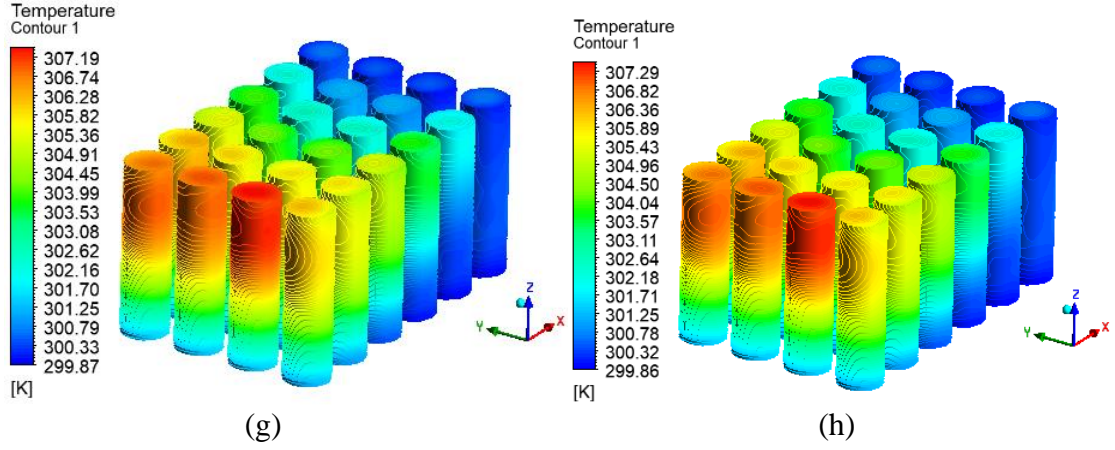 Temperature
Contour 1
307.19
306.74
306.28
305.82
305.36
304.91
304.45
303.99
303.53
303.08
302.62
302.16
301.70
301.25
300.79
300.33
299.87
[K]
Z
Y
X
(g)
Temperature
Contour 1
307.29
306.82
306.36
305.89
305.43
304.96
304.50
304.04
303.57
303.11
302.64
302.18
301.71
301.25
300.78
300.32
299.86
[K]
Z
Y
X
(h)